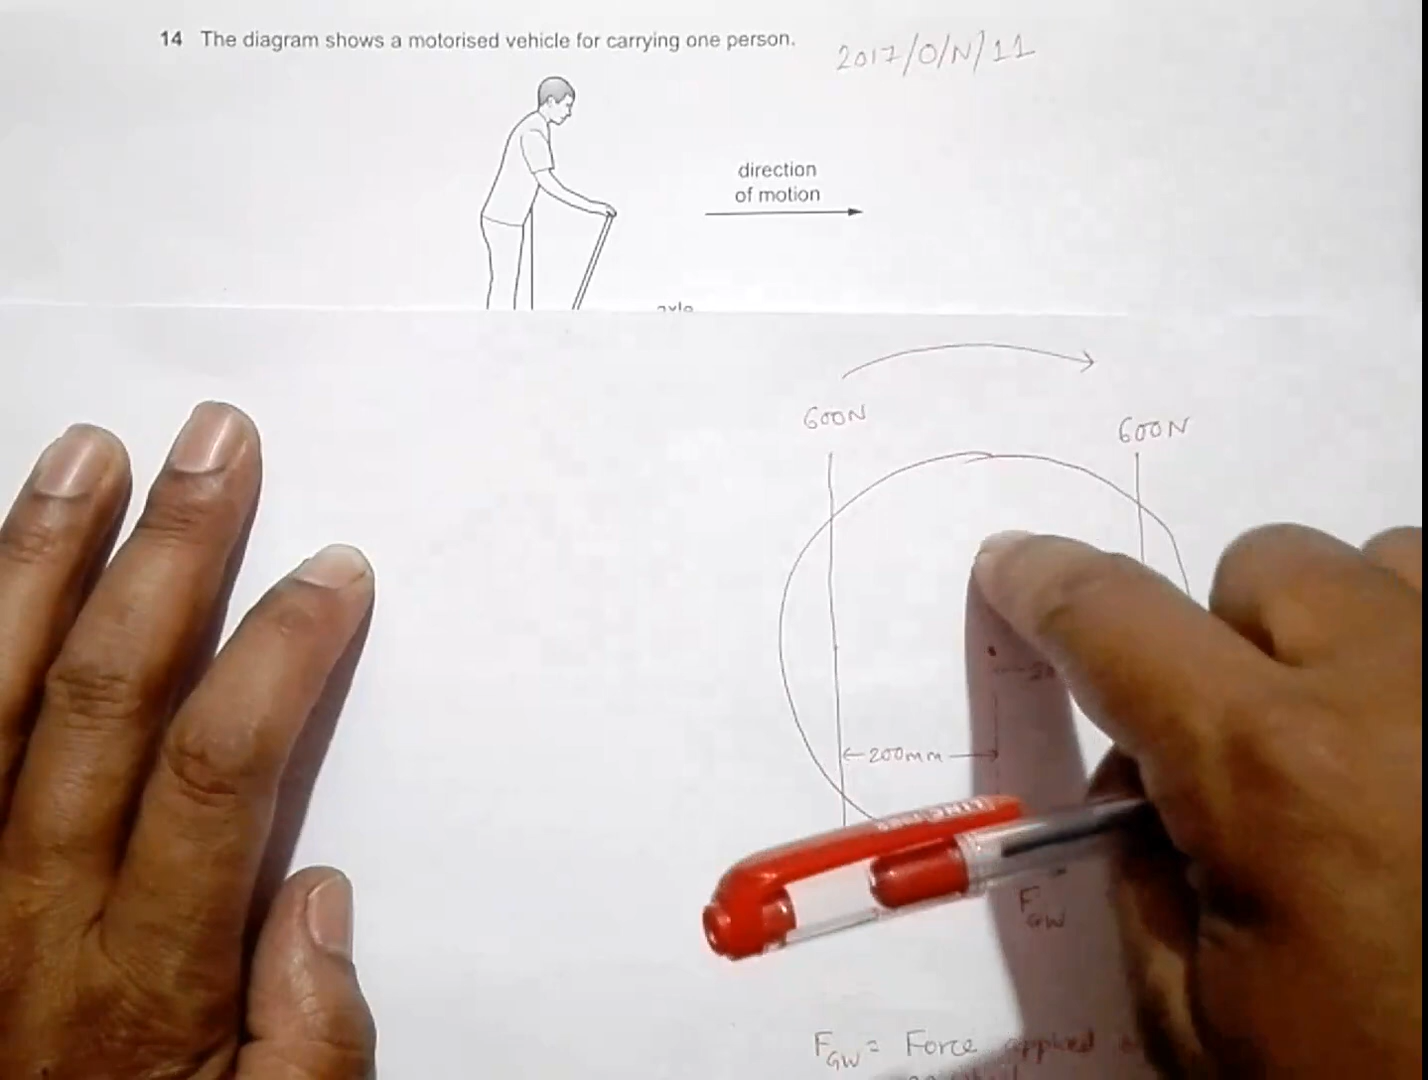 14 The diagram shows a motorised vehicle for carrying one person.
2017/O/N/11
direction
of motion
600N
600N
200mm
F GW
F GW = Force applied